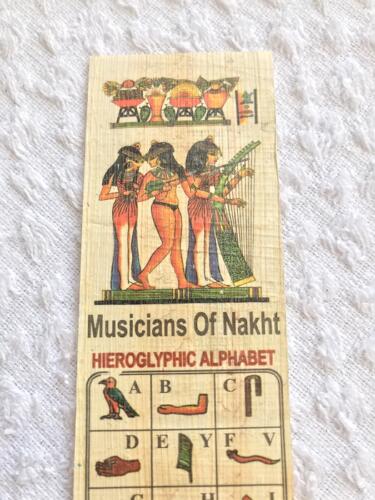 Musicians Of Nakht
HIEROGLYPHIC ALPHABET
A B C
D E Y F V
G H I